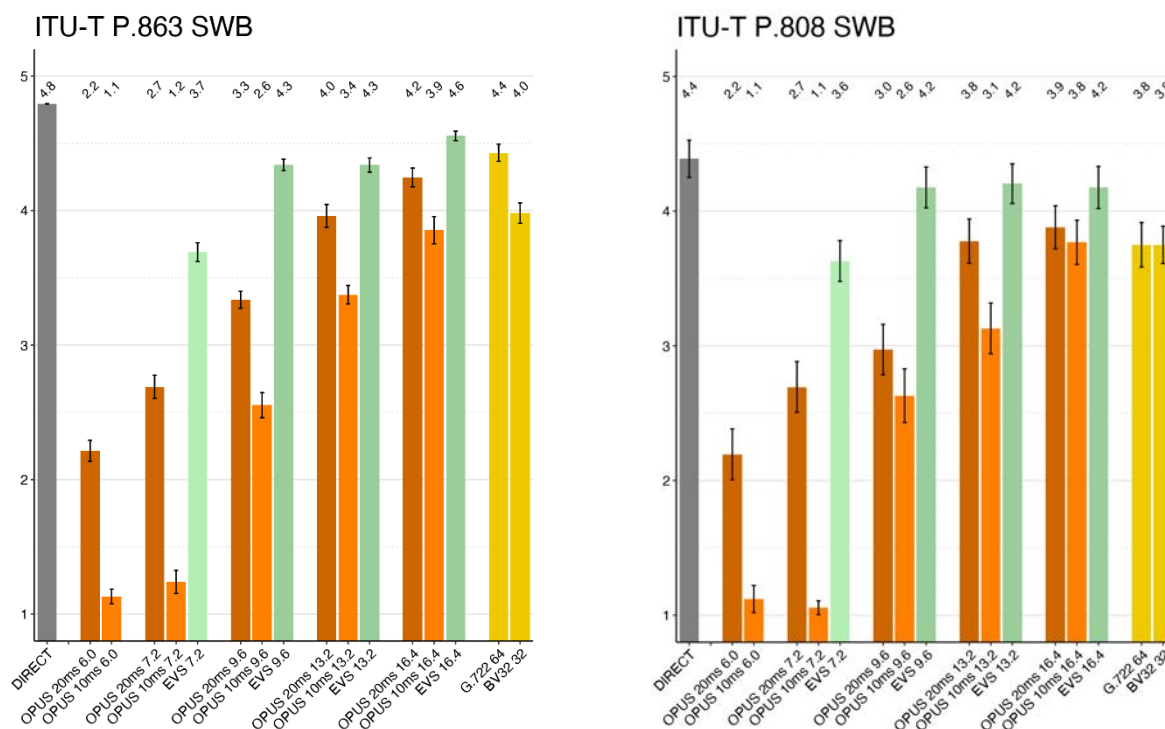 ITU-T P.863 SWB
5
4.8
2.2
1.1
2.7
1.2
3.7
3.3
2.6
4.3
4.0
3.4
4.3
4.2
3.9
4.6
4.4
4.0
4
3
2
1
DIRECT
OPUS 20ms 6.0
OPUS 10mS 6.0
OPUS 20ms 7.2
OPUS 10ms 7.2
EVS 7.2
OPUS 20ms 9.6
OPUS 10ms 9.6
EVS 9.6
OPUS 20ms 13.2
OPUS 10ms 13.2
EVS 13.2
OPUS 20ms 16.4
OPUS 10ms 16.4
EVS 16.4
G.722 64
BV32 32
ITU-T P.808 SWB
5
4.4
2.2
1.1
2.7
1.1
3.6
3.0
2.6
4.2
3.8
3.1
4.2
3.9
3.8
4.2
3.8
4
3
2
1
DIRECT
OPUS 20ms 6.0
OPUS 10ms 6.0
OPUS 20ms 7.2
OPUS 10ms 7.2
EVS 7.2
OPUS 20ms 9.6
OPUS 10ms 9.6
EVS 9.6
OPUS 20ms 13.2
OPUS 10ms 13.2
EVS 13.2
OPUS 20ms 16.4
OPUS 10ms 16.4
EVS 16.4
G.722 64
BV32 32